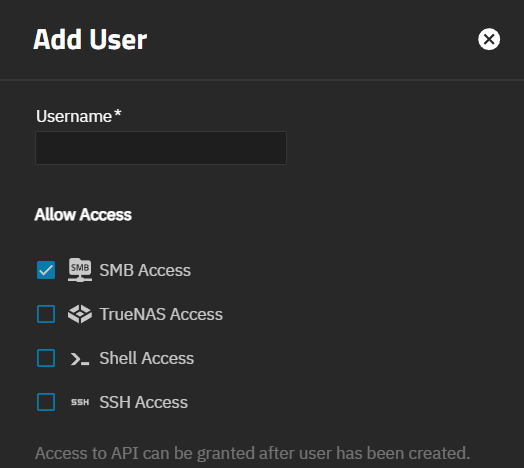 Add User
Username*
Allow Access
SMB SMB Access
TrueNAS Access
Shell Access
SSH SSH Access
Access to API can be granted after user has been created.